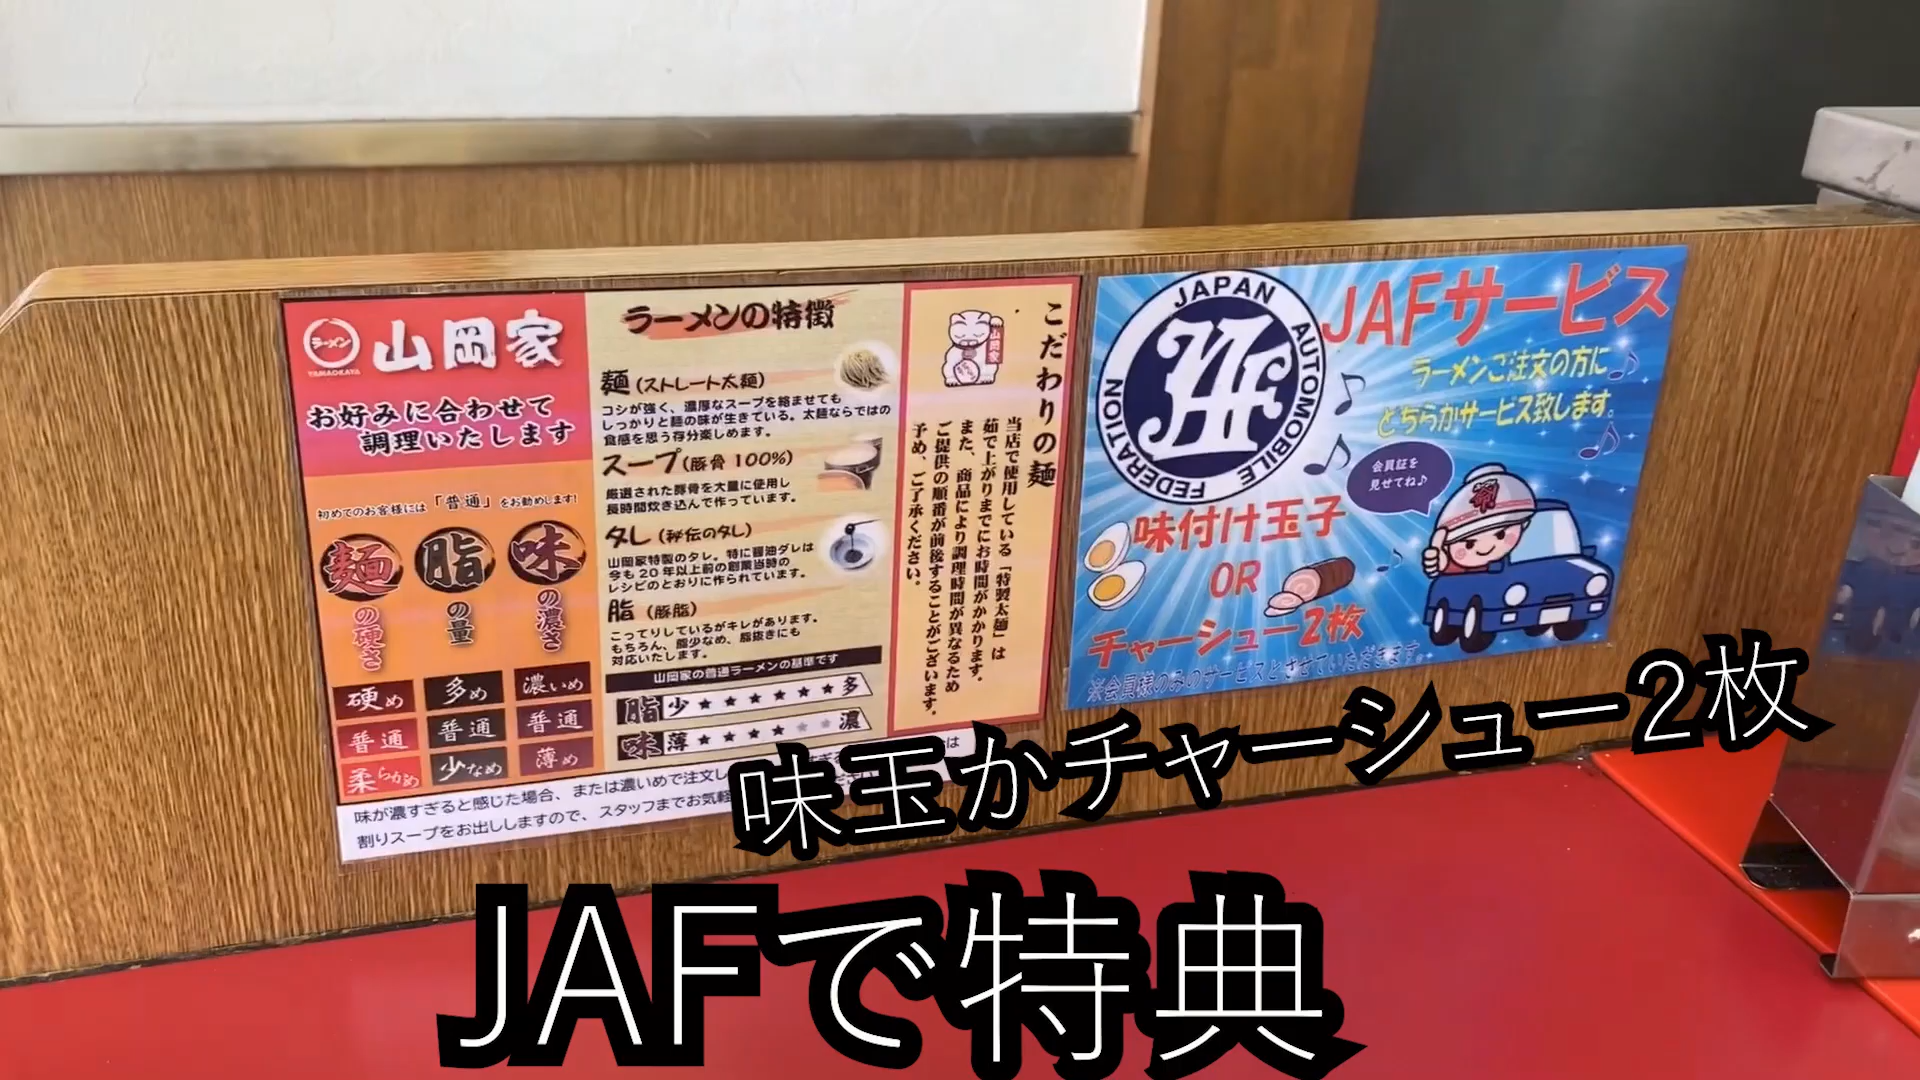 ラーメン
YAMAOKAYA
山岡家
お好みに合わせて
調理いたします
初めてのお客様には「普通」をお勧めします!
麺の硬さ
脂の量
味の濃さ
硬め
多め
濃いめ
普通
普通
普通
柔らかめ
少なめ
薄め
ラーメンの特徴
麺(ストレート太麺)
コシが強く、濃厚なスープを絡ませても
しっかりと麺の味が生きている。太麺ならではの
食感を思う存分楽しめます。
スープ(豚骨 100%)
厳選された豚骨を大量に使用し
長時間炊き込んで作っています。
タレ(秘伝のタレ)
山岡家特製のタレ。特に醤油ダレは
今も20年以上前の創業当時の
レシピのとおりに作られています。
脂(豚脂)
こってりしているがキレがあります。
もちろん、脂少なめ、脂抜きにも
対応いたします。
山岡家の普通ラーメンの基準です
脂 少 ★★★★★★ 多
味 薄 ★★★★★★ 濃
味が濃すぎると感じた場合、または濃いめで注文し
割りスープをお出ししますので、スタッフまでお気軽
こだわりの麺
山岡家
当店で使用している「特製太麺」は
茹で上がりまでにお時間がかかります。
また、商品により調理時間が異なるため
ご提供の順番が前後することがございます。
予め、ご了承ください。
JAPAN AUTOMOBILE FEDERATION
JAF
JAFサービス
ラーメンご注文の方に
どちらかサービス致します。
会員証を
見せてね♪
味付け玉子
OR
チャーシュー2枚
※会員様のみのサービスとさせていただきます。
味玉かチャーシュー2枚
JAFで特典